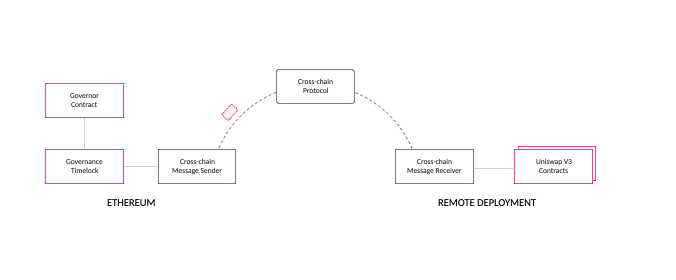 Cross-chain
Protocol
Governor
Contract
Governance
Timelock
Cross-chain
Message Sender
Cross-chain
Message Receiver
Uniswap V3
Contracts
ETHEREUM
REMOTE DEPLOYMENT